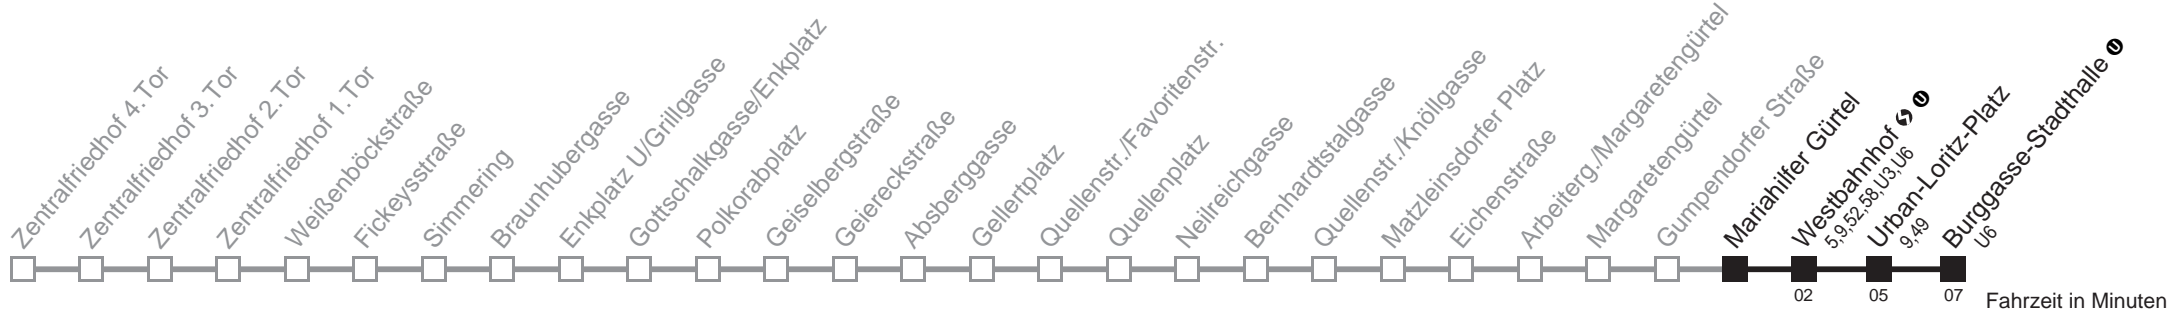 Zentralfriedhof 4.Tor
Zentralfriedhof 3.Tor
Zentralfriedhof 2.Tor
Zentralfriedhof 1.Tor
Weißenböckstraße
Fickeysstraße
Simmering
Braunhubergasse
Enkplatz U/Grillgasse
Gottschalkgasse/Enkplatz
Polkorabplatz
Geiselbergstraße
Geiereckstraße
Absberggasse
Gellertplatz
Quellenstr./Favoritenstr.
Quellenplatz
Neilreichgasse
Bernhardtstalgasse
Quellenstr./Knöllgasse
Matzleinsdorfer Platz
Eichenstraße
Arbeiterg./Margaretengürtel
Margaretengürtel
Gumpendorfer Straße
Mariahilfer Gürtel
Westbahnhof S U
5,9,52,58,U3,U6
Urban-Loritz-Platz
9,49
Burggasse-Stadthalle U
U6
02 05 07 Fahrzeit in Minuten